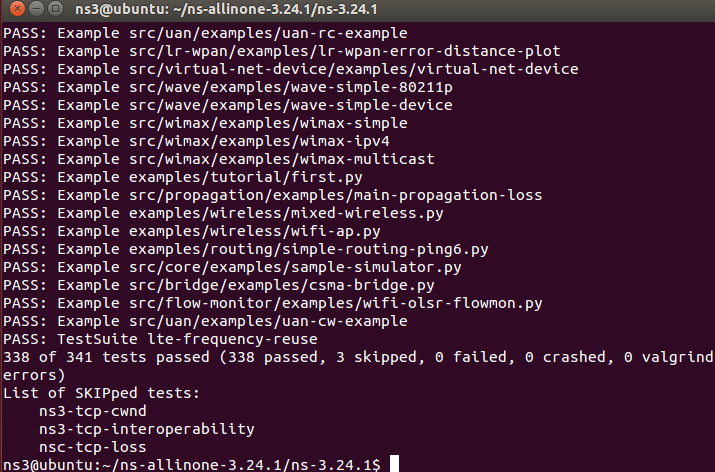 ns3@ubuntu: ~/ns-allinone-3.24.1/ns-3.24.1
PASS: Example src/uan/examples/uan-rc-example
PASS: Example src/lr-wpan/examples/lr-wpan-error-distance-plot
PASS: Example src/virtual-net-device/examples/virtual-net-device
PASS: Example src/wave/examples/wave-simple-80211p
PASS: Example src/wave/examples/wave-simple-device
PASS: Example src/wimax/examples/wimax-simple
PASS: Example src/wimax/examples/wimax-ipv4
PASS: Example src/wimax/examples/wimax-multicast
PASS: Example examples/tutorial/first.py
PASS: Example src/propagation/examples/main-propagation-loss
PASS: Example examples/wireless/mixed-wireless.py
PASS: Example examples/wireless/wifi-ap.py
PASS: Example examples/routing/simple-routing-ping6.py
PASS: Example src/core/examples/sample-simulator.py
PASS: Example src/bridge/examples/csma-bridge.py
PASS: Example src/flow-monitor/examples/wifi-olsr-flowmon.py
PASS: Example src/uan/examples/uan-cw-example
PASS: TestSuite lte-frequency-reuse
338 of 341 tests passed (338 passed, 3 skipped, 0 failed, 0 crashed, 0 valgrind
errors)
List of SKIPped tests:
ns3-tcp-cwnd
ns3-tcp-interoperability
nsc-tcp-loss
ns3@ubuntu:~/ns-allinone-3.24.1/ns-3.24.1$